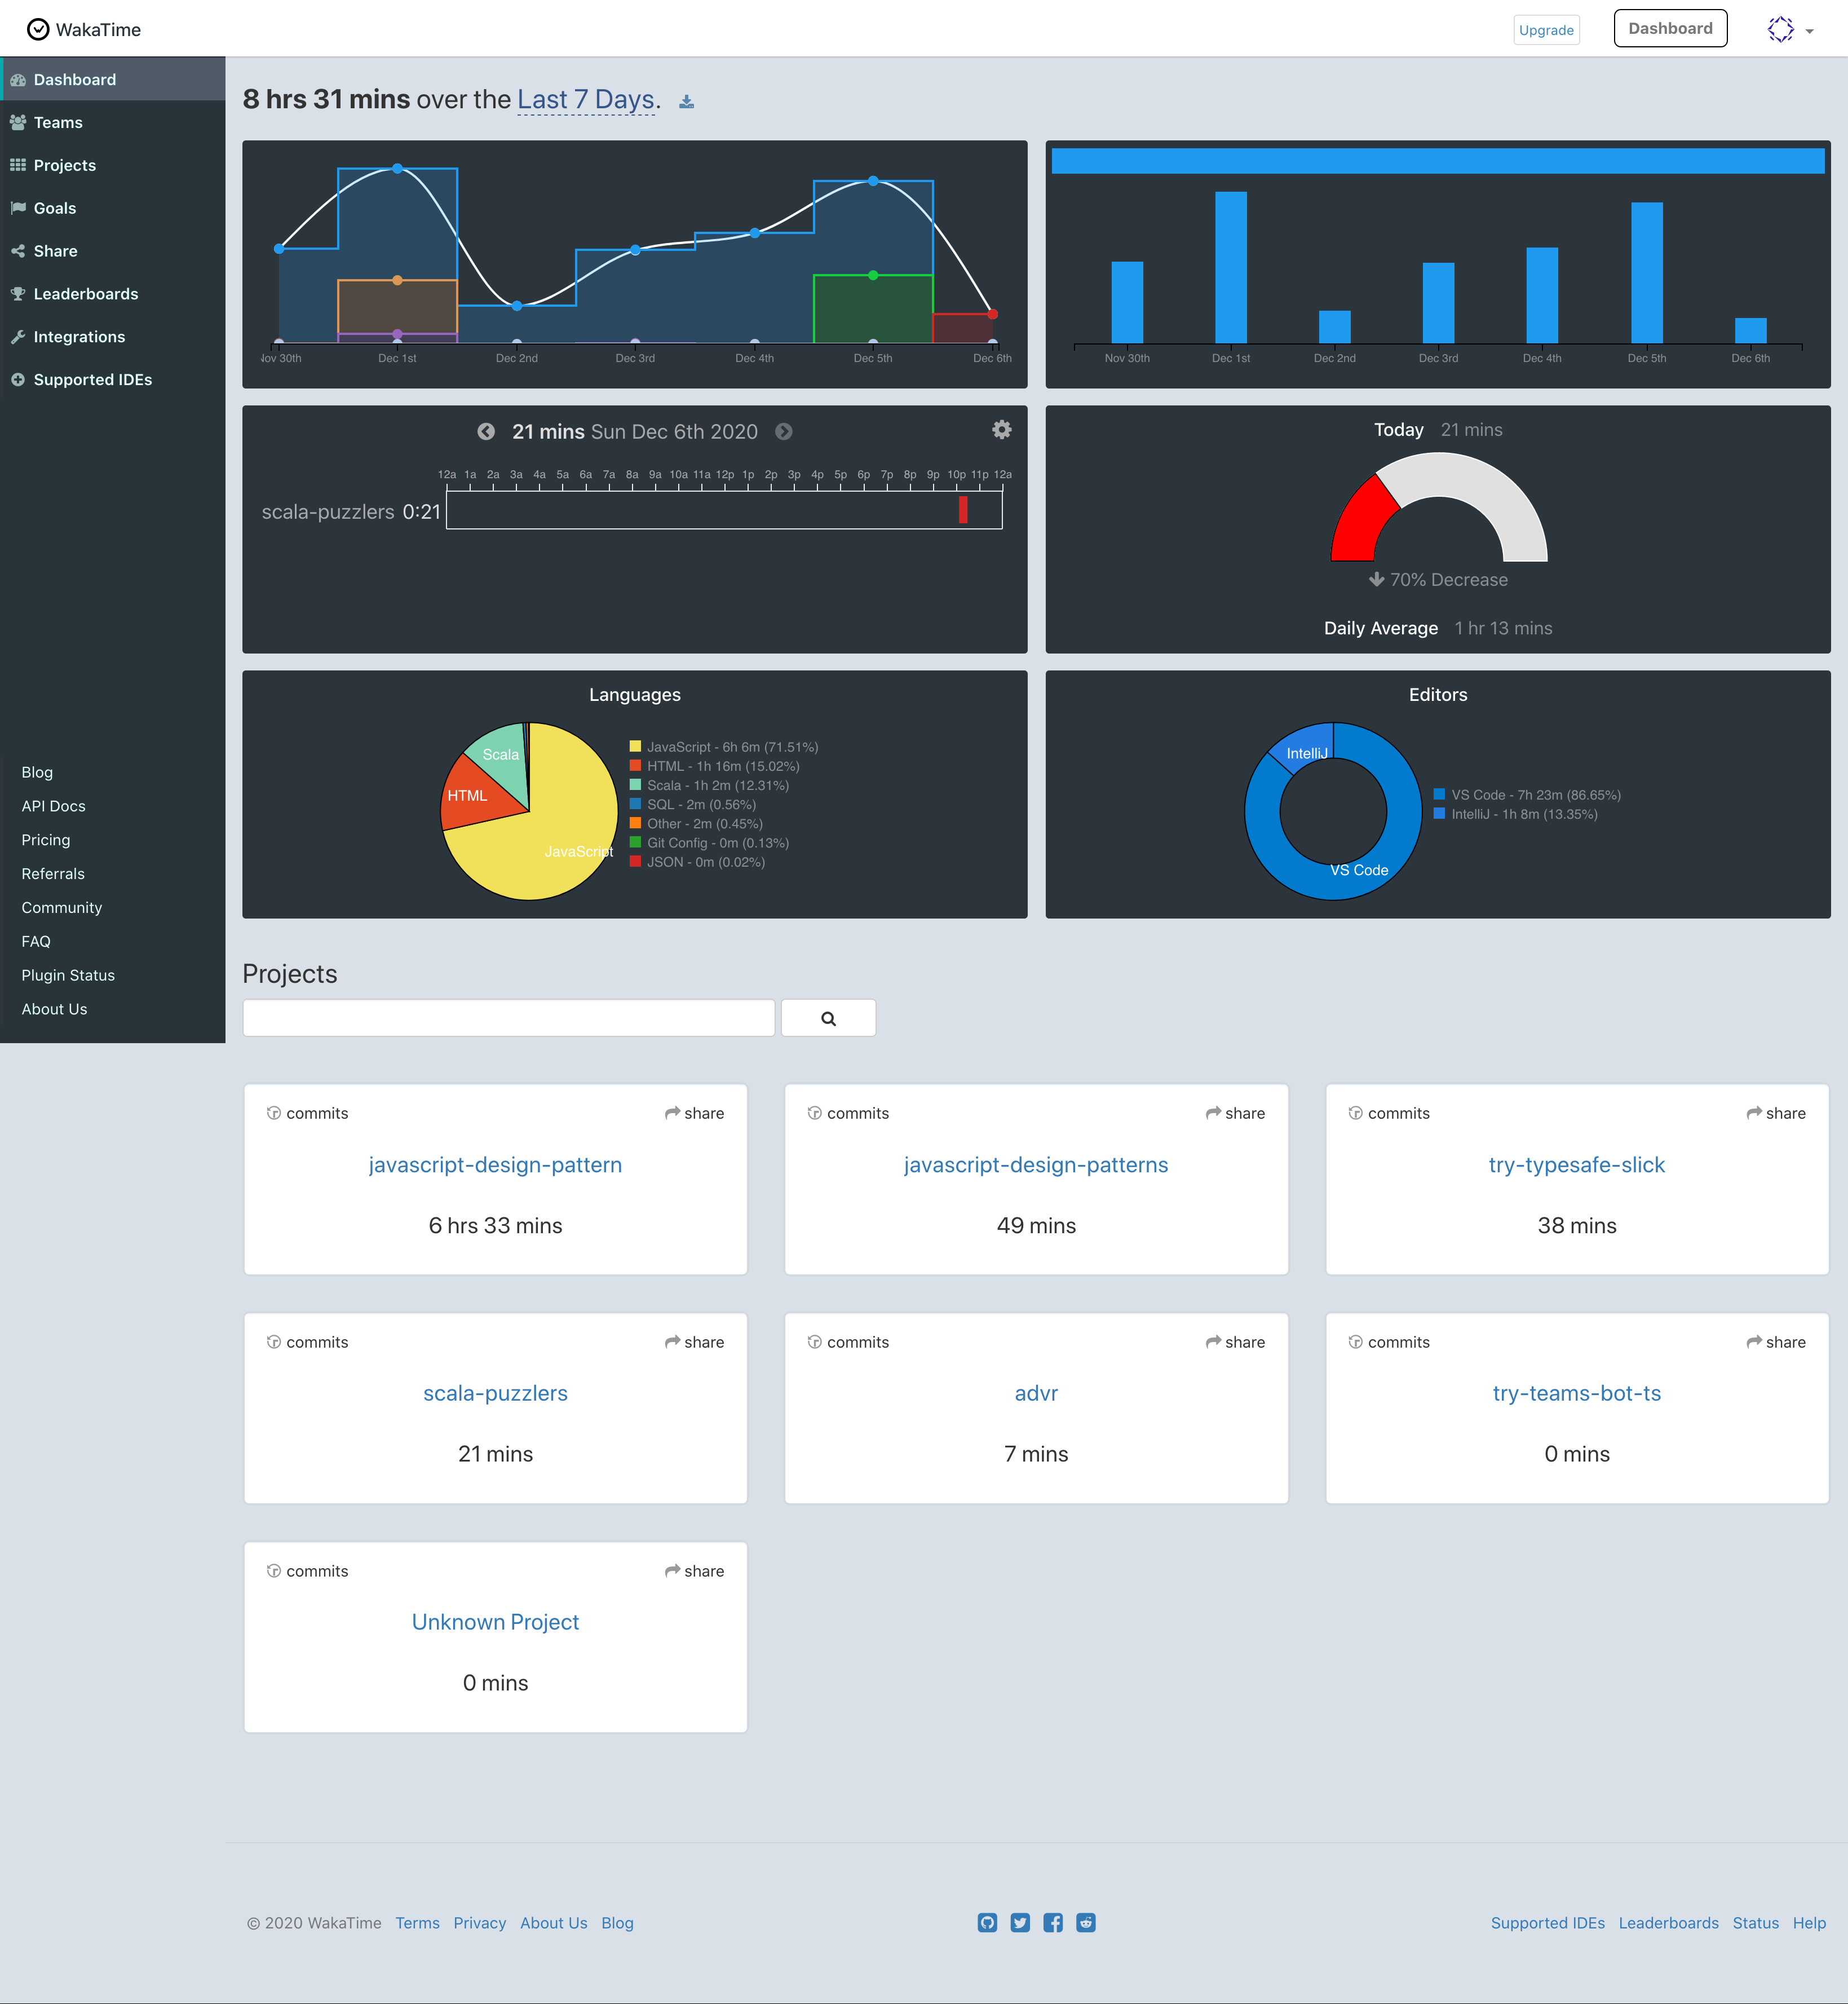 WakaTime
Upgrade
Dashboard
Dashboard
Teams
Projects
Goals
Share
Leaderboards
Integrations
Supported IDEs
Blog
API Docs
Pricing
Referrals
Community
FAQ
Plugin Status
About Us
8 hrs 31 mins over the Last 7 Days.
Nov 30th Dec 1st Dec 2nd Dec 3rd Dec 4th Dec 5th Dec 6th
Nov 30th Dec 1st Dec 2nd Dec 3rd Dec 4th Dec 5th Dec 6th
21 mins Sun Dec 6th 2020
12a 1a 2a 3a 4a 5a 6a 7a 8a 9a 10a 11a 12p 1p 2p 3p 4p 5p 6p 7p 8p 9p 10p 11p 12a
scala-puzzlers 0:21
Today 21 mins
70% Decrease
Daily Average 1 hr 13 mins
Languages
Scala
HTML
JavaScript
JavaScript - 6h 6m (71.51%)
HTML - 1h 16m (15.02%)
Scala - 1h 2m (12.31%)
SQL - 2m (0.56%)
Other - 2m (0.45%)
Git Config - 0m (0.13%)
JSON - 0m (0.02%)
Editors
IntelliJ
VS Code
VS Code - 7h 23m (86.65%)
IntelliJ - 1h 8m (13.35%)
Projects
commits share
javascript-design-pattern
6 hrs 33 mins
commits share
javascript-design-patterns
49 mins
commits share
try-typesafe-slick
38 mins
commits share
scala-puzzlers
21 mins
commits share
advr
7 mins
commits share
try-teams-bot-ts
0 mins
commits share
Unknown Project
0 mins
© 2020 WakaTime Terms Privacy About Us Blog
Supported IDEs Leaderboards Status Help